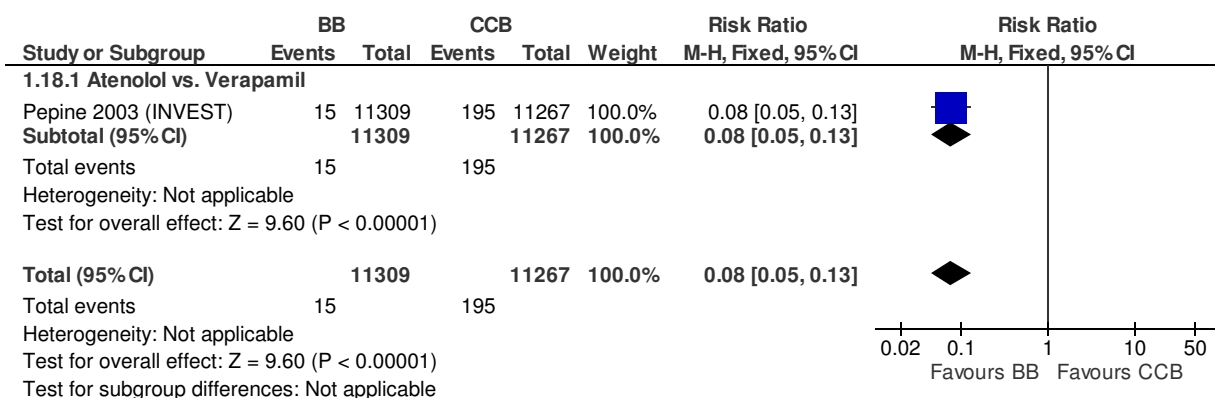 BB CCB Risk Ratio Risk Ratio
Study or Subgroup Events Total Events Total Weight M-H, Fixed, 95% CI M-H, Fixed, 95% CI
1.18.1 Atenolol vs. Verapamil
Pepine 2003 (INVEST) 15 11309 195 11267 100.0% 0.08 [0.05, 0.13]
Subtotal (95% CI) 11309 11267 100.0% 0.08 [0.05, 0.13]
Total events 15 195
Heterogeneity: Not applicable
Test for overall effect: Z = 9.60 (P < 0.00001)
Total (95% CI) 11309 11267 100.0% 0.08 [0.05, 0.13]
Total events 15 195
Heterogeneity: Not applicable
Test for overall effect: Z = 9.60 (P < 0.00001)
Test for subgroup differences: Not applicable
0.02 0.1 1 10 50
Favours BB Favours CCB